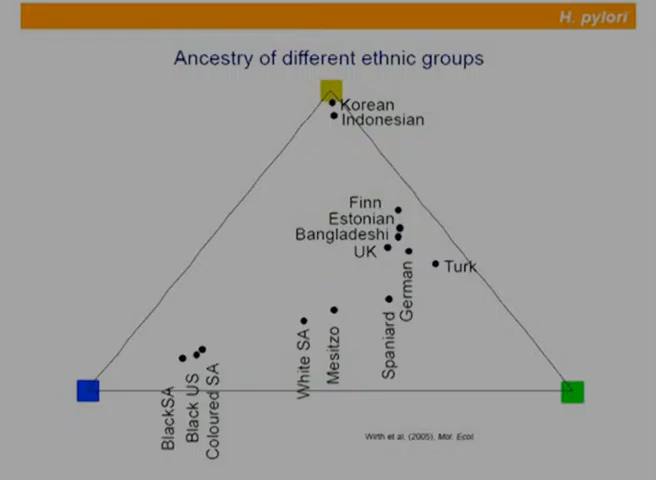 H. pylori
Ancestry of different ethnic groups
Korean
Indonesian
Finn
Estonian
Bangladeshi
UK
German
Turk
Spaniard
Mesitzo
White SA
BlackSA
Black US
Coloured SA
Wirth et al. (2005), Mol. Ecol.